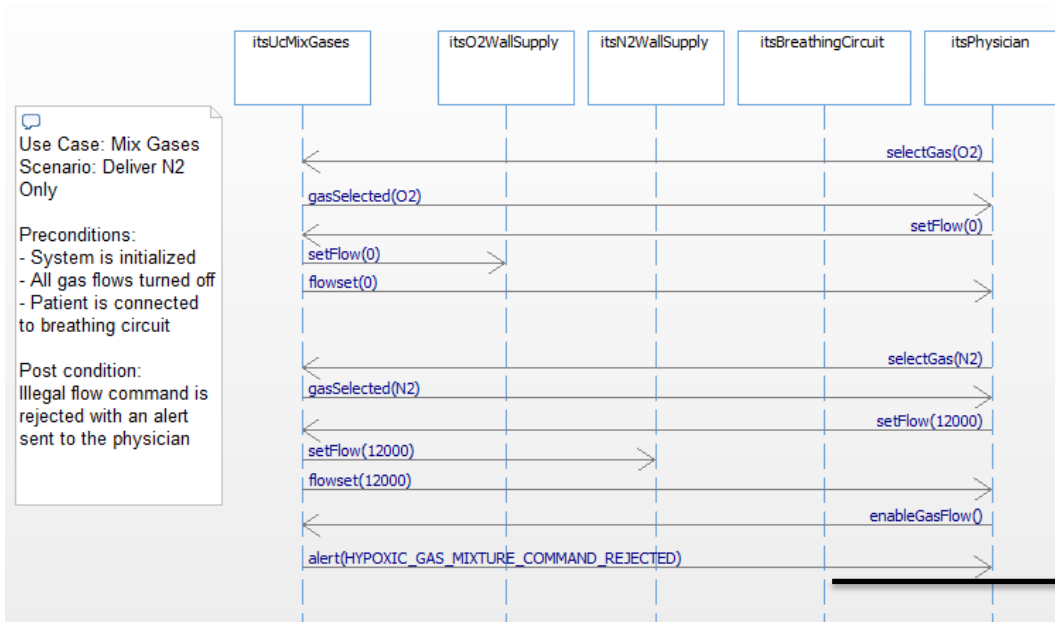 itsUcMixGases
itsO2WallSupply
itsN2WallSupply
itsBreathingCircuit
itsPhysician
Use Case: Mix Gases
Scenario: Deliver N2
Only
Preconditions:
- System is initialized
- All gas flows turned off
- Patient is connected
to breathing circuit
Post condition:
Illegal flow command is
rejected with an alert
sent to the physician
selectGas(O2)
gasSelected(O2)
setFlow(0)
setFlow(0)
flowset(0)
selectGas(N2)
gasSelected(N2)
setFlow(12000)
setFlow(12000)
flowset(12000)
enableGasFlow()
alert(HYPOXIC_GAS_MIXTURE_COMMAND_REJECTED)